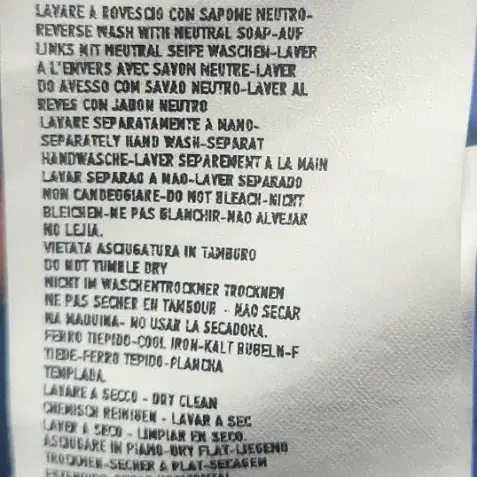 LAVARE A ROVESCIO CON SAPONE NEUTRO-
REVERSE WASH WITH NEUTRAL SOAP-AUF
LINKS MIT NEUTRAL SEIFE WASCHEN-LAVER
A L'ENVERS AVEC SAVON NEUTRE-LAVER
DO AVESSO COM SAVAO NEUTRO-LAVER AL
REVES CON JABON NEUTRO
LAVARE SEPARATAMENTE A MANO-
SEPARATELY HAND WASH-SEPARAT
HANDWASCHE-LAVER SEPAREMENT A LA MAIN
LAVAR SEPARAG A MAO-LAVER SEPARADO
NON CANDEGGIARE-DO NOT BLEACH-NICHT
BLEICHEN-NE PAS BLANCHIR-NAO ALVEJAR
NO LEJIA.
VIETATA ASCIUGATURA IN TAMBURO
DO NOT TUMBLE DRY
NICHT IM WASCHENTROCKNER TROCKNEN
NE PAS SECHER EN TAMBOUR - NAO SECAR
NA MAQUINA- NO USAR LA SECADORA.
FERRO TIEPIDO-COOL IRON-KALT BUGELN-F
TIEDE-FERRO TEPIDO-PLANCHA
TEMPLADA
LAVARE A SECCO - DRY CLEAN
CHEMISCH REINIGEN - LAVAR A SEC
LAVER A SECO - LIMPIAR EN SECO.
ASCIUGARE IN PIANO-DRY FLAT-LIEGEND
TROCKNEN-SECHER A PLAT-SECAGEM